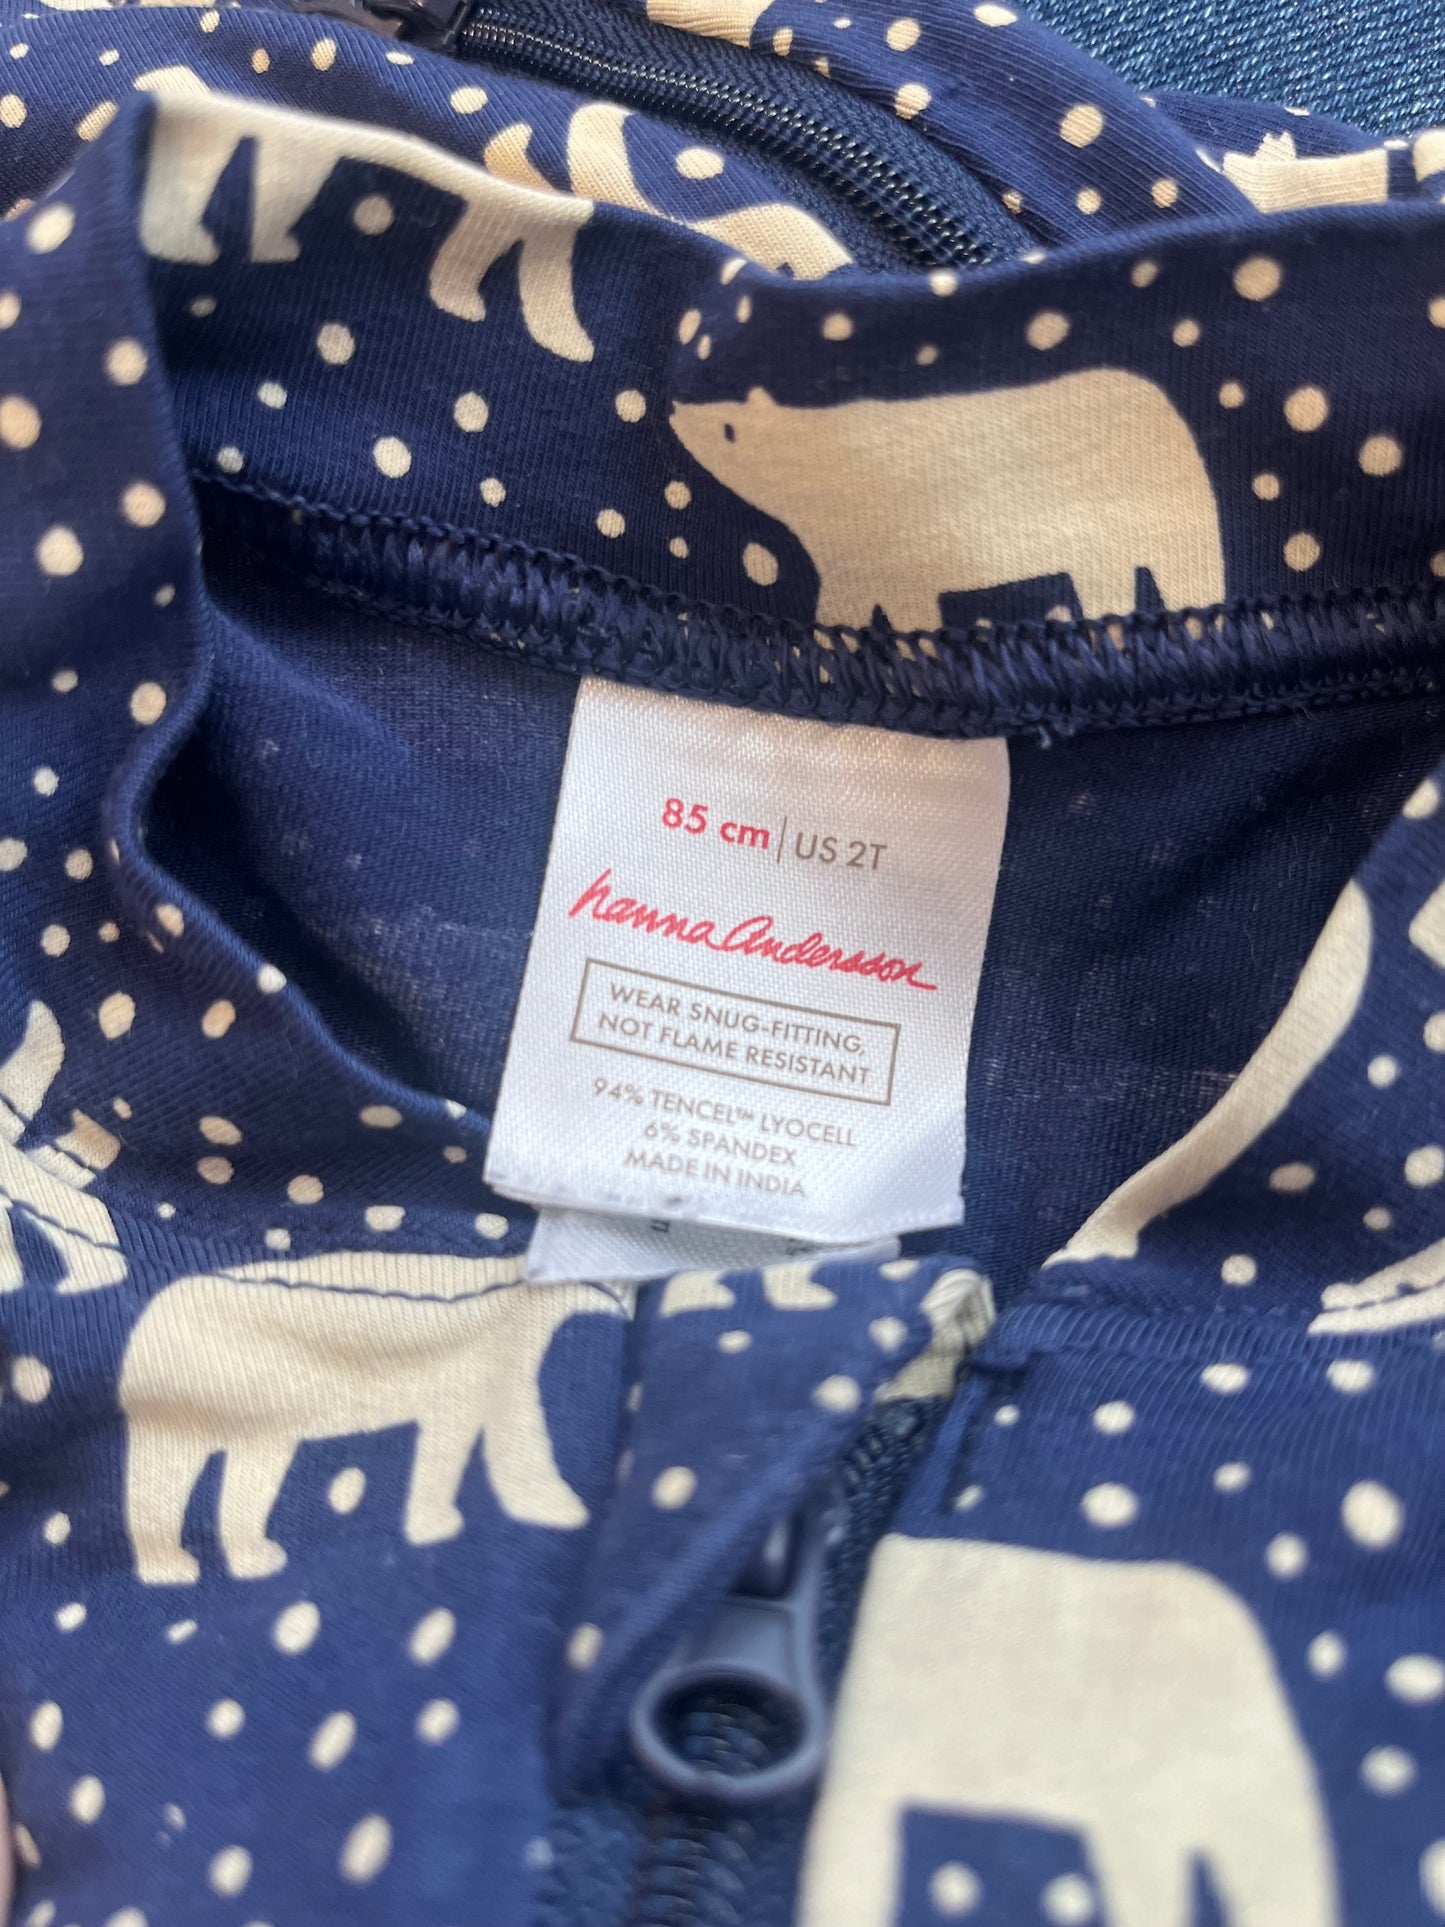 85 cm | US 2T
hanna Andersson
WEAR SNUG-FITTING,
NOT FLAME RESISTANT
94% TENCEL™ LYOCELL
6% SPANDEX
MADE IN INDIA